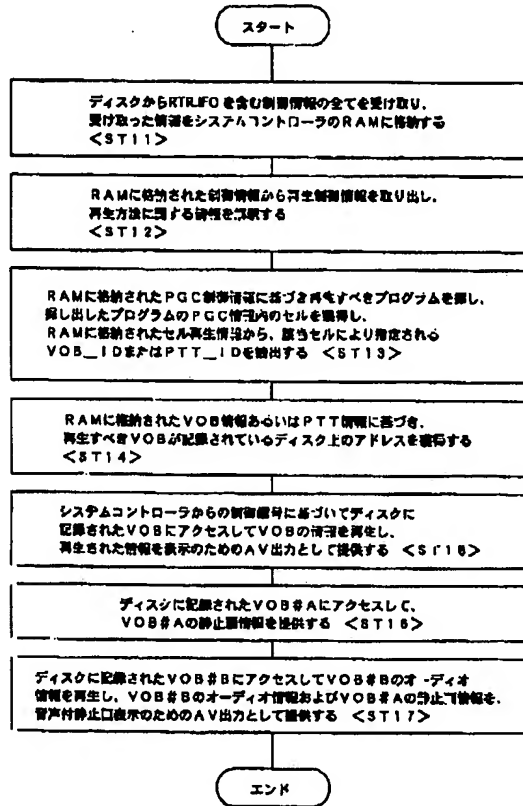 スタート
ディスクからRTR.IFOを含む制御情報の全てを受け取り、
受け取った情報をシステムコントローラのRAMに格納する
<ST11>
RAMに格納された制御情報から再生制御情報を取り出し、
再生方法に関する情報を解釈する
<ST12>
RAMに格納されたPGC制御情報に基づき再生すべきプログラムを探し、
探し出したプログラムのPGC情報内のセルを獲得し、
RAMに格納されたセル再生情報から、該当セルにより指定される
VOB_IDまたはPTT_IDを抽出する <ST13>
RAMに格納されたVOB情報あるいはPTT情報に基づき、
再生すべきVOBが記録されているディスク上のアドレスを獲得する
<ST14>
システムコントローラからの制御信号に基づいてディスクに
記録されたVOBにアクセスしてVOBの情報を再生し、
再生された情報を表示のためのAV出力として提供する <ST15>
ディスクに記録されたVOB#Aにアクセスして、
VOB#Aの静止画情報を提供する <ST16>
ディスクに記録されたVOB#BにアクセスしてVOB#Bのオーディオ
情報を再生し、VOB#Bのオーディオ情報およびVOB#Aの静止画情報を、
音声付静止画表示のためのAV出力として提供する <ST17>
エンド